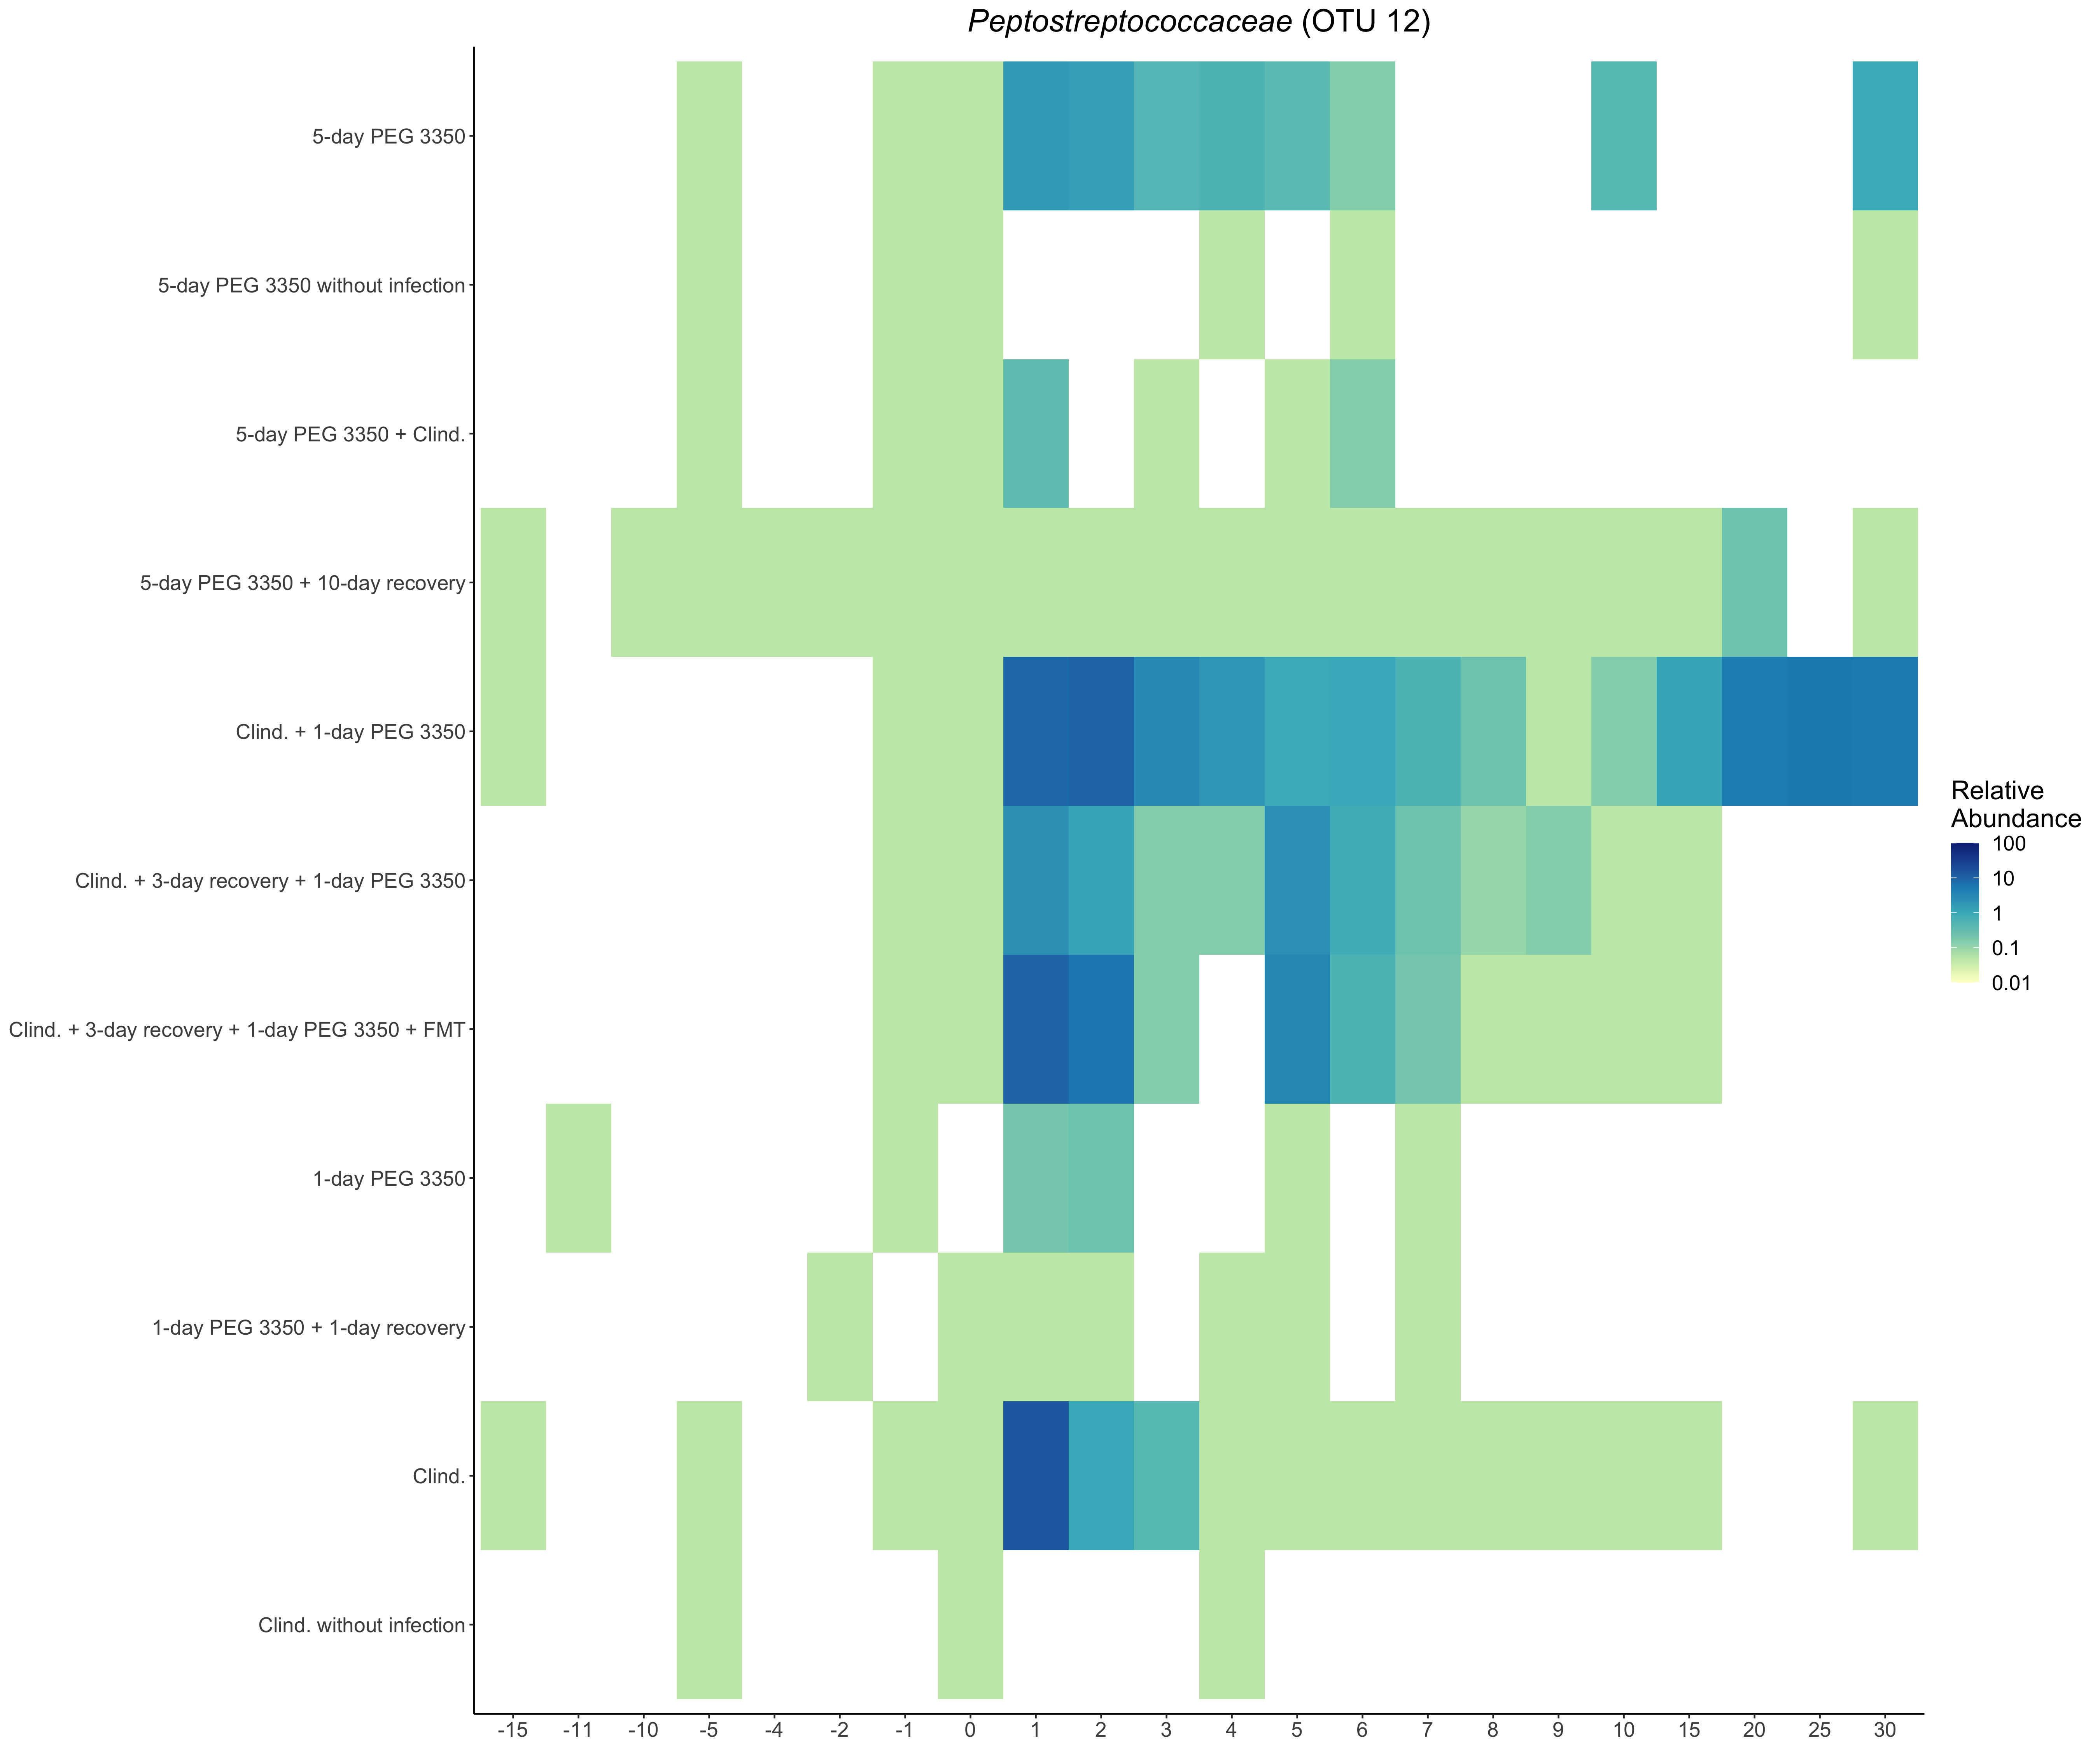 Peptostreptococcaceae (OTU 12)
5-day PEG 3350
5-day PEG 3350 without infection
5-day PEG 3350 + Clind.
5-day PEG 3350 + 10-day recovery
Clind. + 1-day PEG 3350
Clind. + 3-day recovery + 1-day PEG 3350
Clind. + 3-day recovery + 1-day PEG 3350 + FMT
1-day PEG 3350
1-day PEG 3350 + 1-day recovery
Clind.
Clind. without infection
-15 -11 -10 -5 -4 -2 -1 0 1 2 3 4 5 6 7 8 9 10 15 20 25 30
Relative
Abundance
100
10
1
0.1
0.01